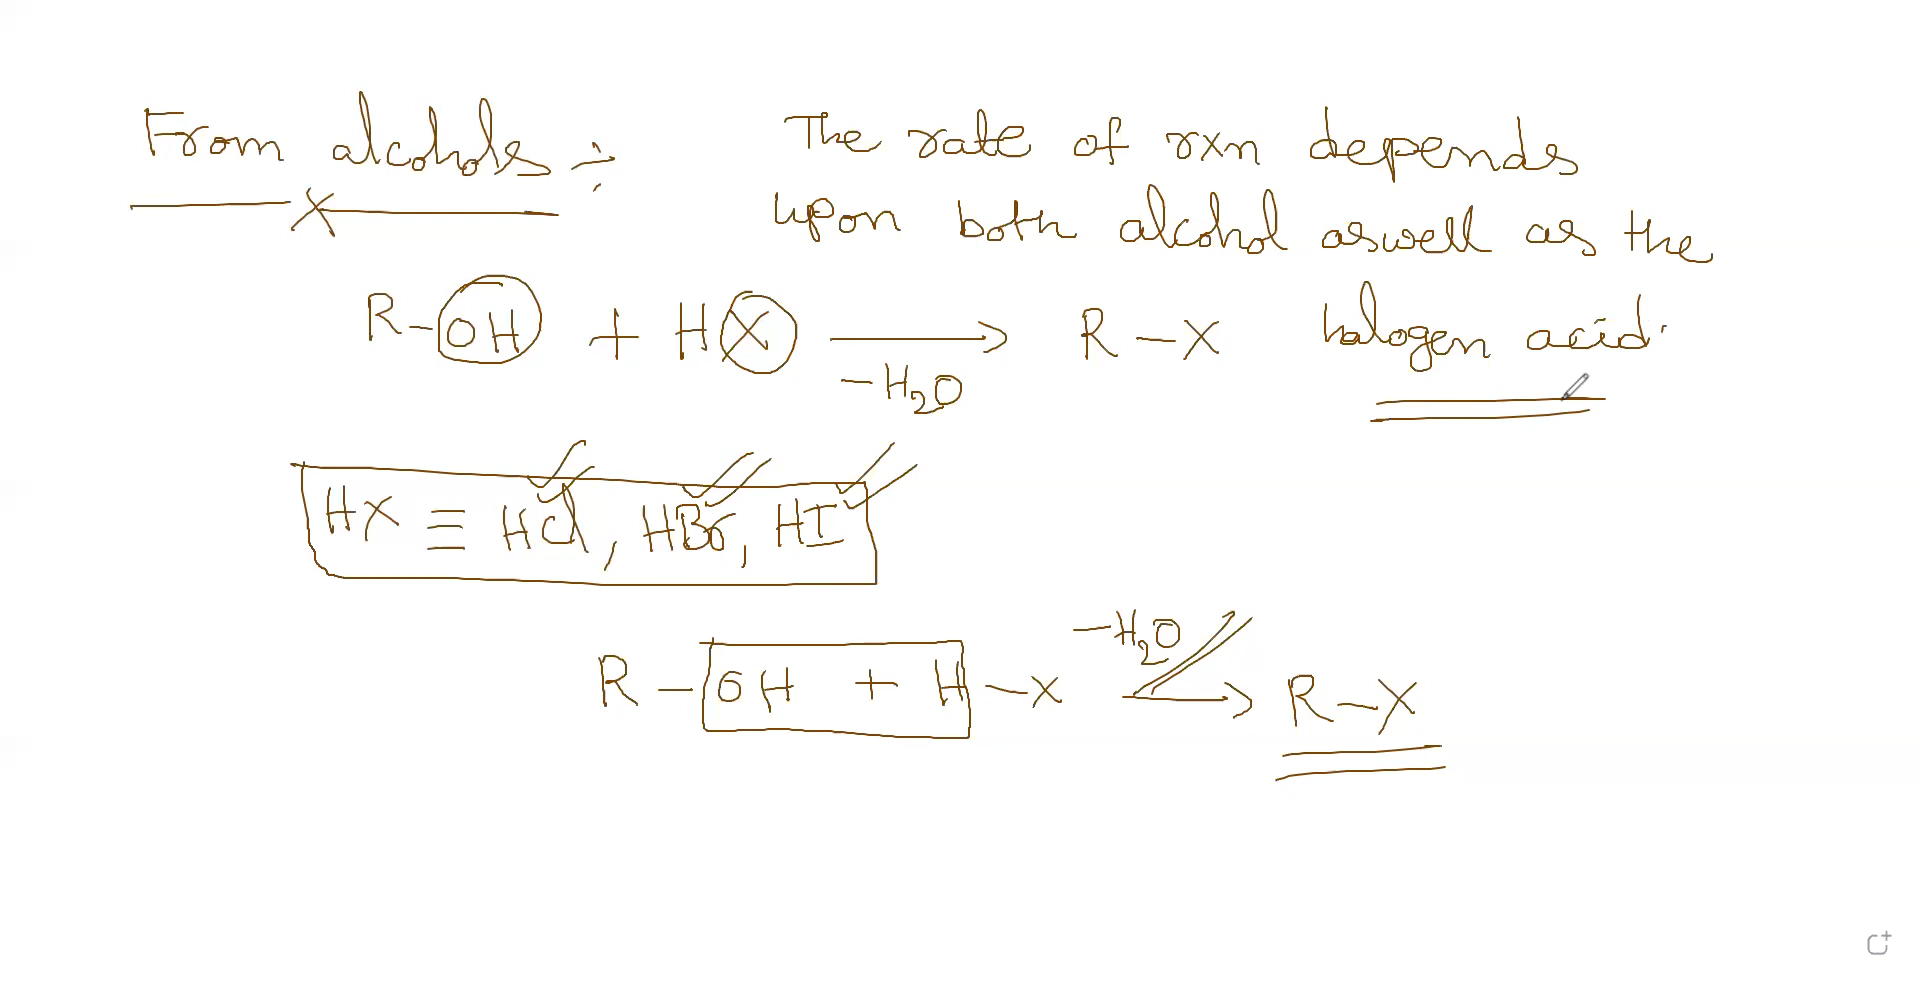 From alcohols :-
The rate of rxn depends
upon both alcohol aswell as the
halogen acid.
R-OH + HX → R-X
-H2O
HX ≡ HCl, HBr, HI
-H2O
R-OH + H-X → R-X